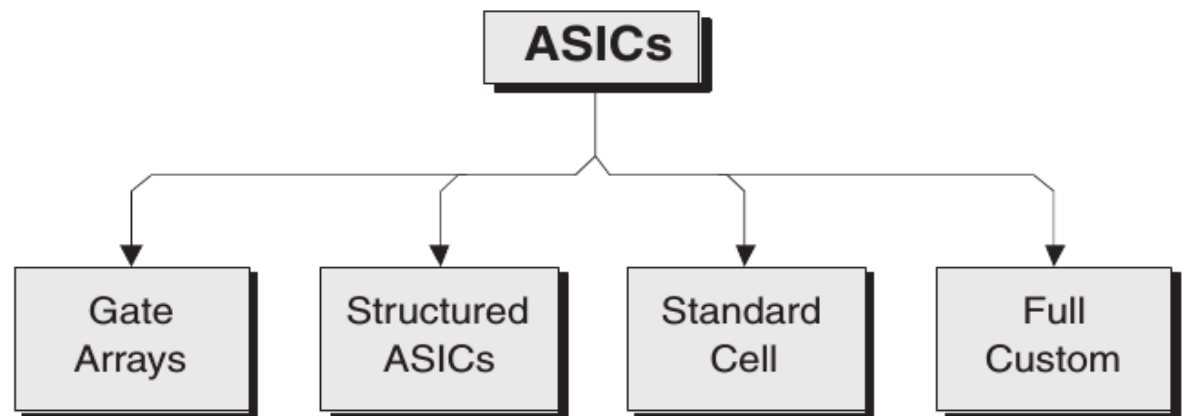 ASICs
Gate
Arrays
Structured
ASICs
Standard
Cell
Full
Custom